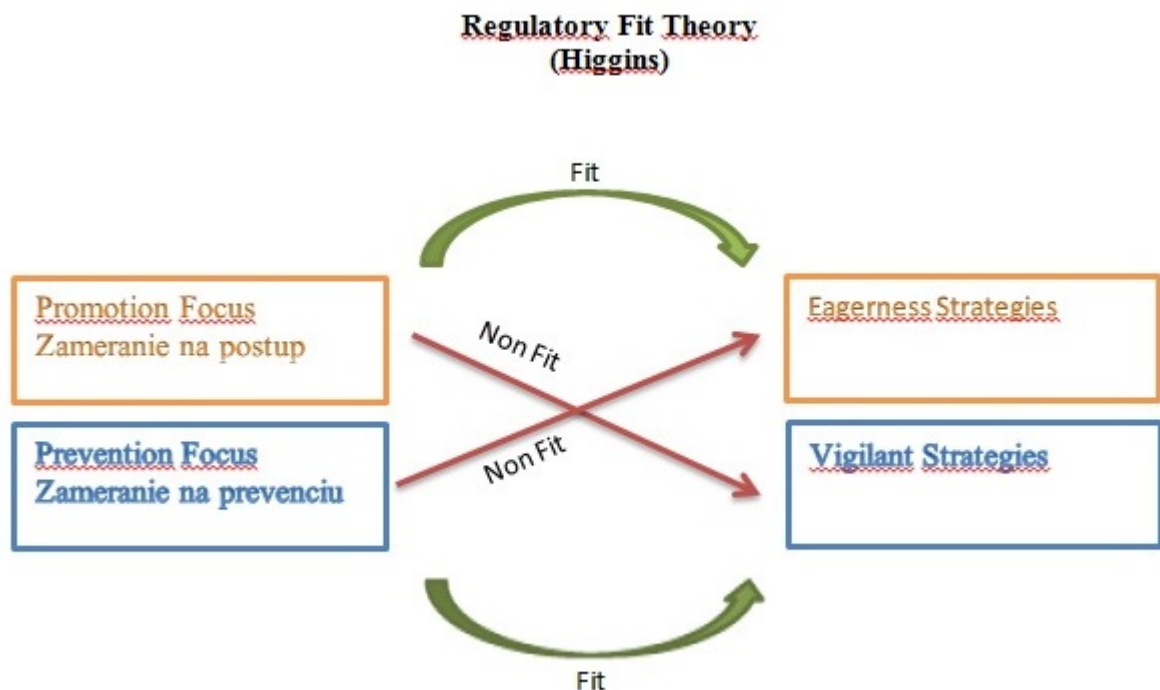 Regulatory Fit Theory
(Higgins)
Fit
Promotion Focus
Zameranie na postup
Eagerness Strategies
Non Fit
Non Fit
Prevention Focus
Zameranie na prevenciu
Vigilant Strategies
Fit